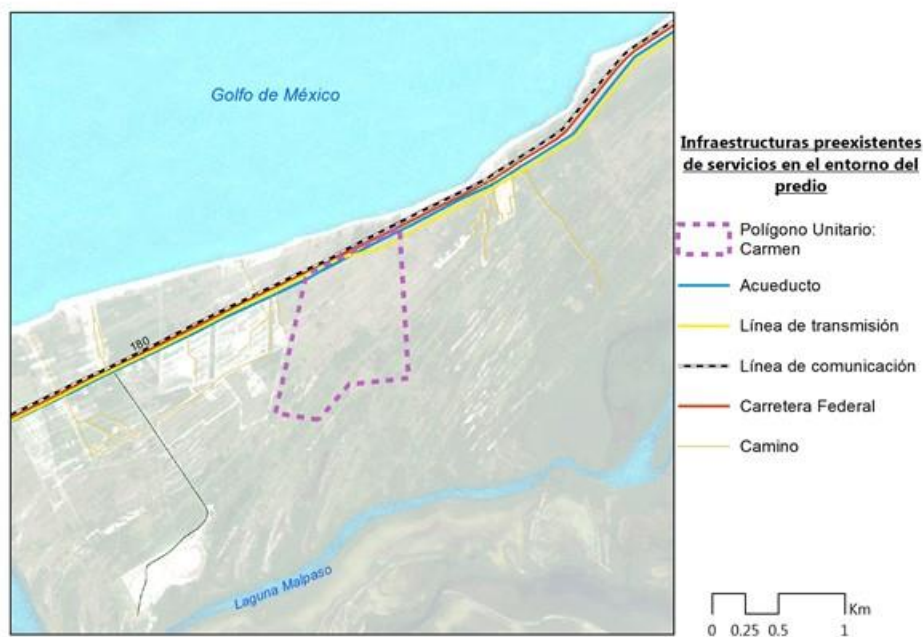 Golfo de México
180
Laguna Malpaso
Infraestructuras preexistentes
de servicios en el entorno del
predio
Polígono Unitario:
Carmen
Acueducto
Línea de transmisión
Línea de comunicación
Carretera Federal
Camino
Km
0 0.25 0.5 1